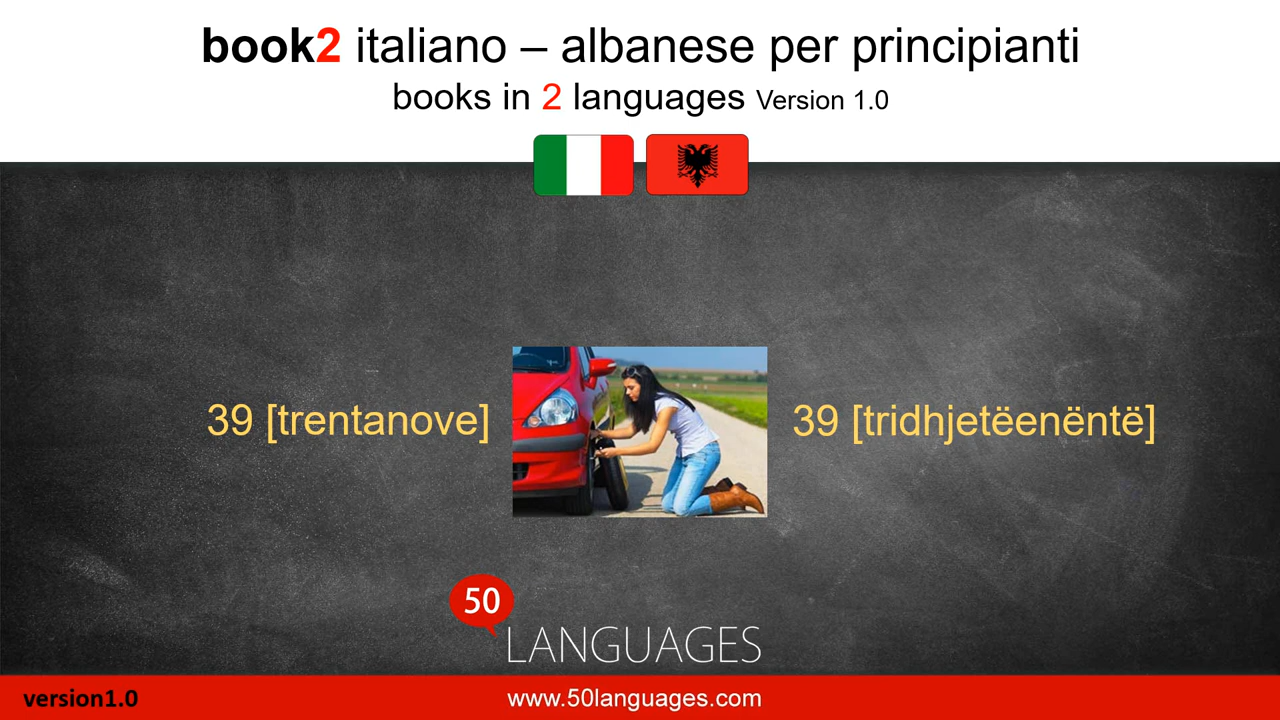 book2 italiano – albanese per principianti
books in 2 languages Version 1.0
39 [trentanove]
39 [tridhjetëenëntë]
50
LANGUAGES
version1.0
www.50languages.com